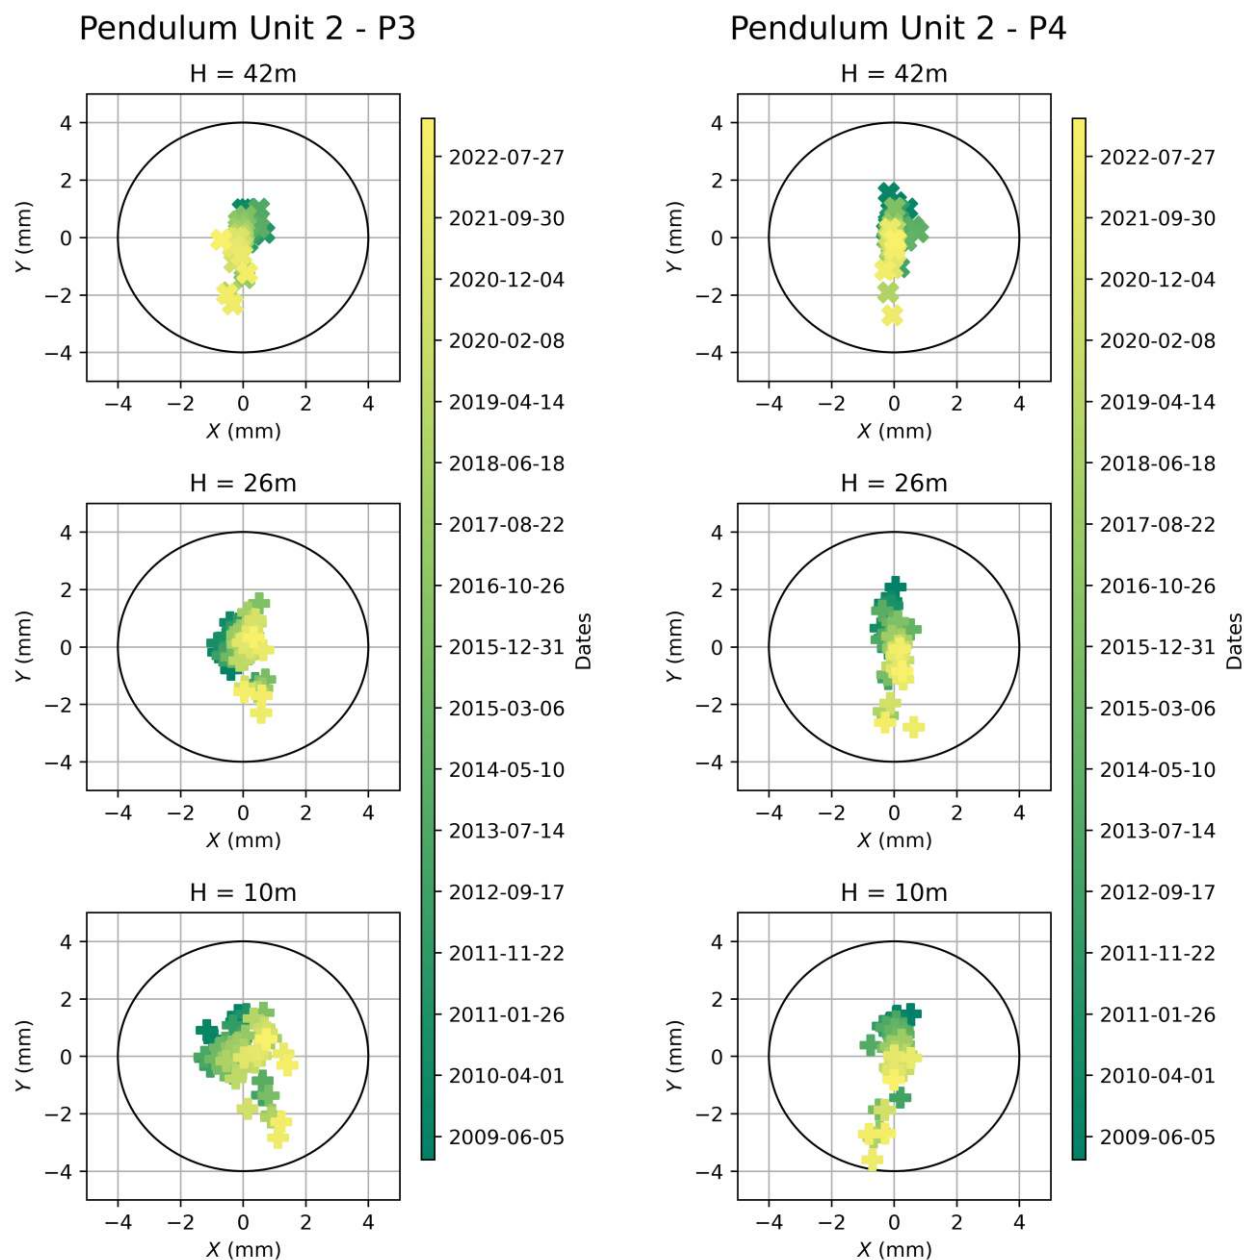 Pendulum Unit 2 - P3
H = 42m
4
2
0
−2
−4
Y (mm)
−4 −2 0 2 4
X (mm)
H = 26m
4
2
0
−2
−4
Y (mm)
−4 −2 0 2 4
X (mm)
H = 10m
4
2
0
−2
−4
Y (mm)
−4 −2 0 2 4
X (mm)
2022-07-27
2021-09-30
2020-12-04
2020-02-08
2019-04-14
2018-06-18
2017-08-22
2016-10-26
2015-12-31
2015-03-06
2014-05-10
2013-07-14
2012-09-17
2011-11-22
2011-01-26
2010-04-01
2009-06-05
Dates
Pendulum Unit 2 - P4
H = 42m
4
2
0
−2
−4
Y (mm)
−4 −2 0 2 4
X (mm)
H = 26m
4
2
0
−2
−4
Y (mm)
−4 −2 0 2 4
X (mm)
H = 10m
4
2
0
−2
−4
Y (mm)
−4 −2 0 2 4
X (mm)
2022-07-27
2021-09-30
2020-12-04
2020-02-08
2019-04-14
2018-06-18
2017-08-22
2016-10-26
2015-12-31
2015-03-06
2014-05-10
2013-07-14
2012-09-17
2011-11-22
2011-01-26
2010-04-01
2009-06-05
Dates